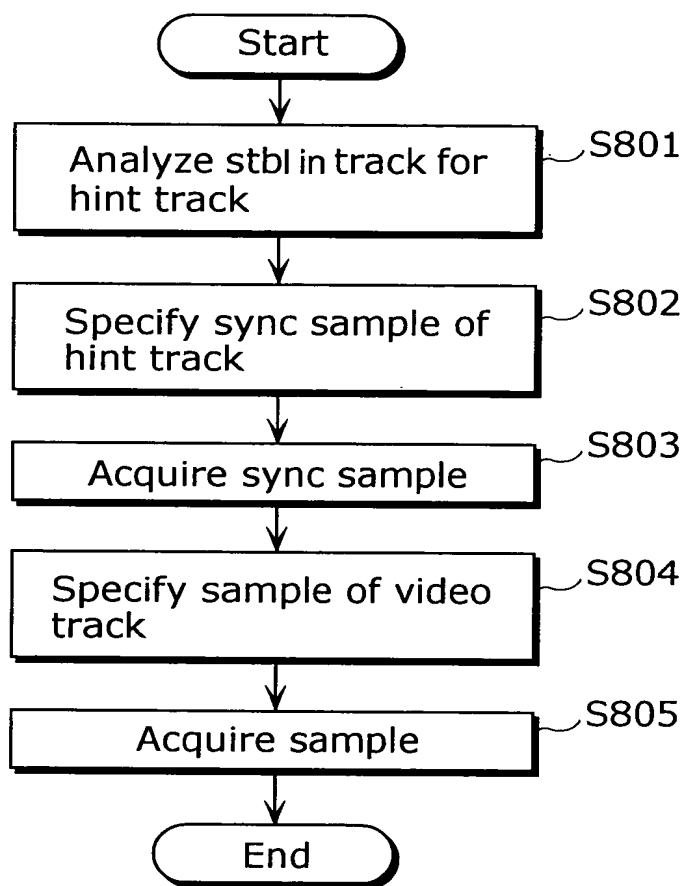 Start
Analyze stbl in track for
hint track
S801
Specify sync sample of
hint track
S802
Acquire sync sample
S803
Specify sample of video
track
S804
Acquire sample
S805
End